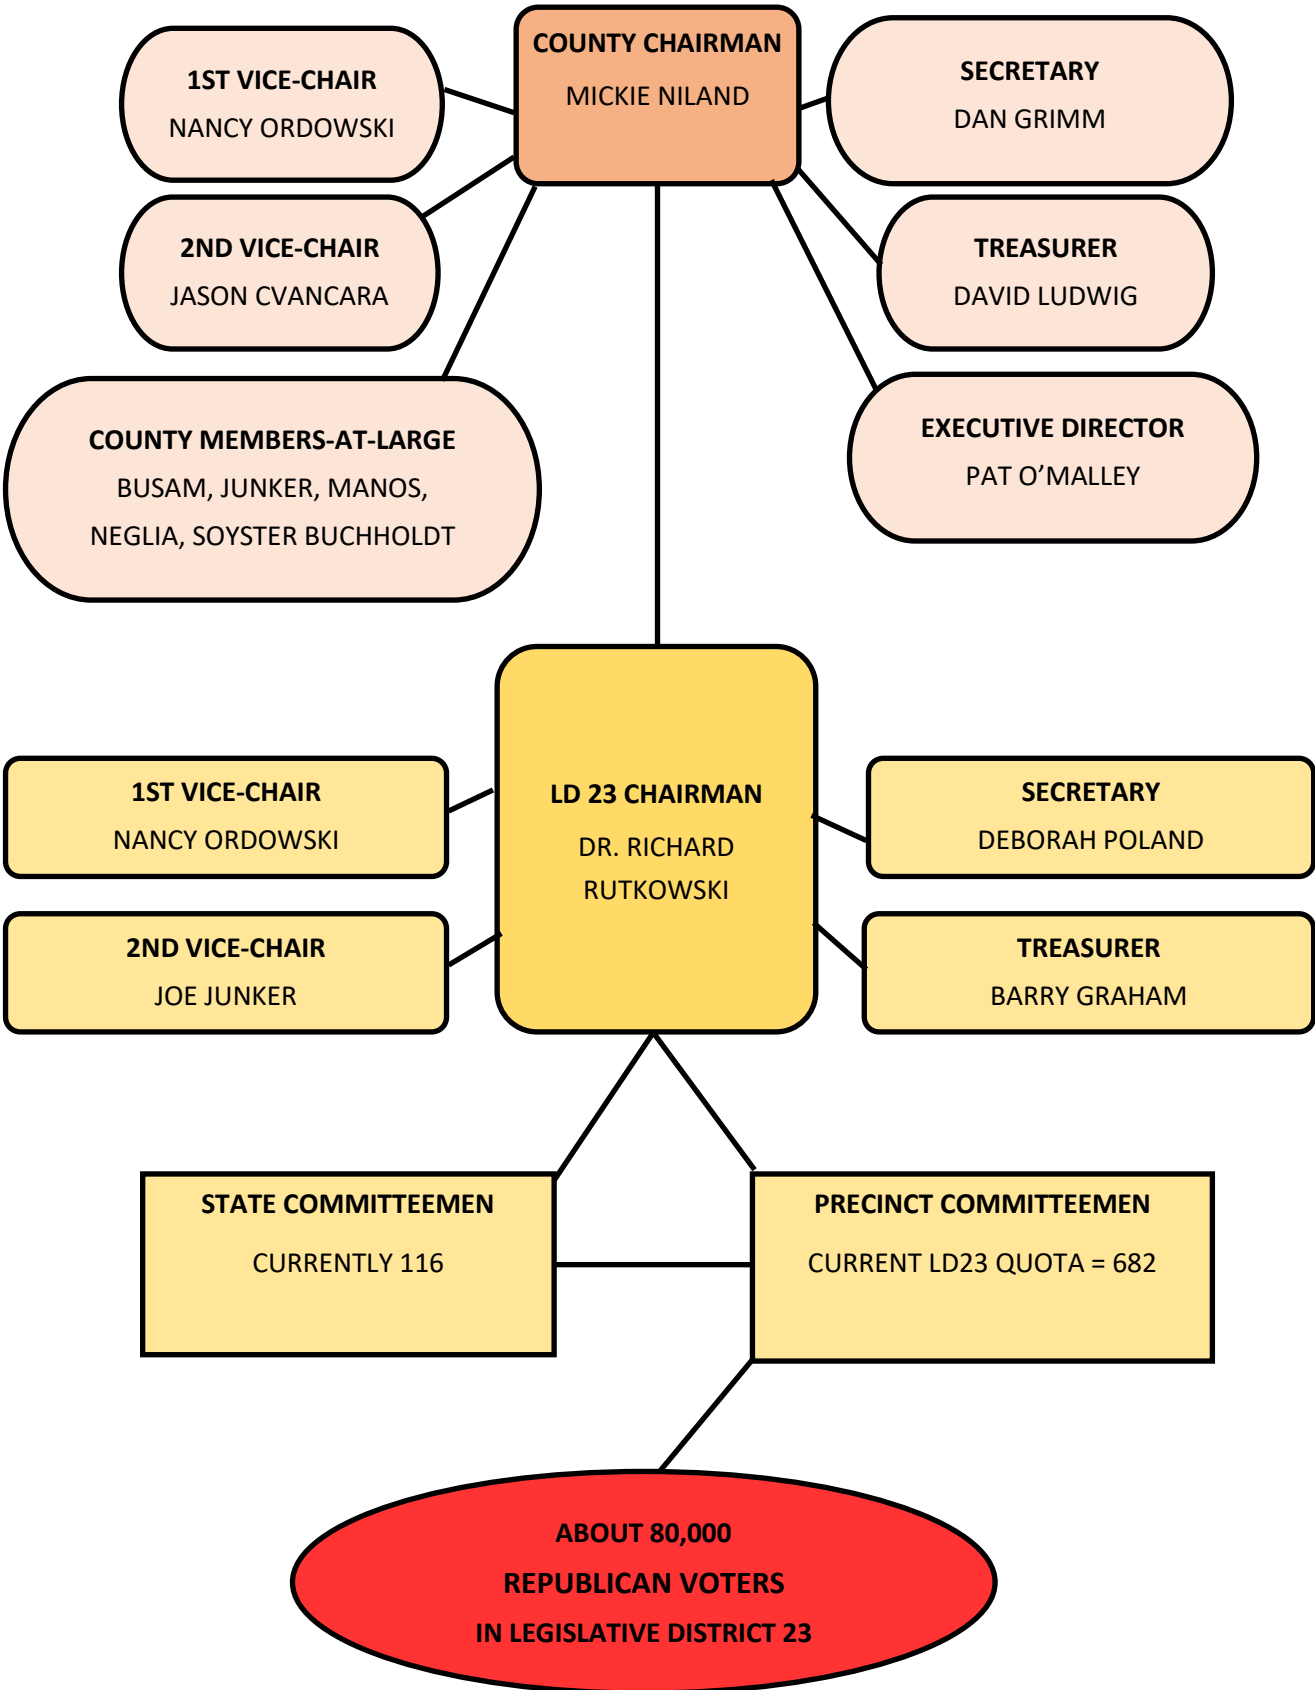 COUNTY CHAIRMAN
MICKIE NILAND
1ST VICE-CHAIR
NANCY ORDOWSKI
SECRETARY
DAN GRIMM
2ND VICE-CHAIR
JASON CVANCARA
TREASURER
DAVID LUDWIG
COUNTY MEMBERS-AT-LARGE
BUSAM, JUNKER, MANOS,
NEGLIA, SOYSTER BUCHHOLDT
EXECUTIVE DIRECTOR
PAT O’MALLEY
LD 23 CHAIRMAN
DR. RICHARD
RUTKOWSKI
1ST VICE-CHAIR
NANCY ORDOWSKI
SECRETARY
DEBORAH POLAND
2ND VICE-CHAIR
JOE JUNKER
TREASURER
BARRY GRAHAM
STATE COMMITTEEMEN
CURRENTLY 116
PRECINCT COMMITTEEMEN
CURRENT LD23 QUOTA = 682
ABOUT 80,000
REPUBLICAN VOTERS
IN LEGISLATIVE DISTRICT 23